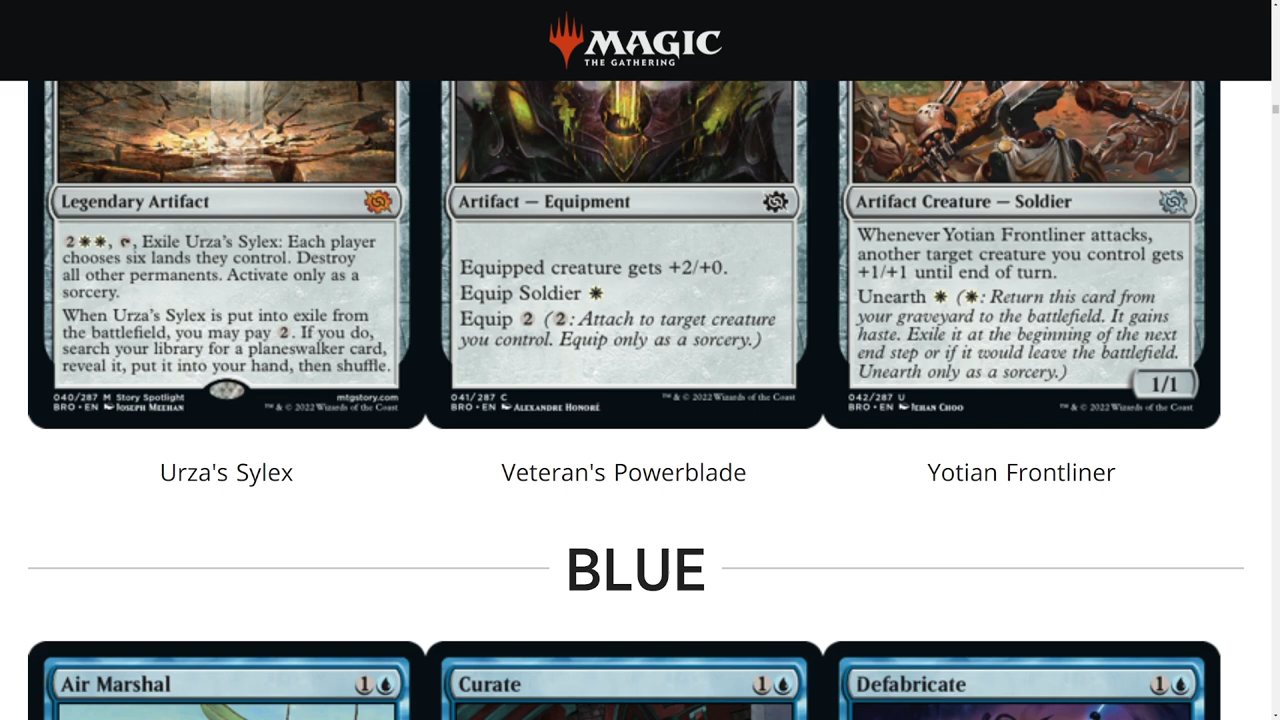 MAGIC
THE GATHERING
Legendary Artifact
2, , Exile Urza's Sylex: Each player
chooses six lands they control. Destroy
all other permanents. Activate only as a
sorcery.
When Urza's Sylex is put into exile from
the battlefield, you may pay 2. If you do,
search your library for a planeswalker card,
reveal it, put it into your hand, then shuffle.
040/287 M Story Spotlight
mtgstory.com
BRO • EN Joseph Meehan
™ & © 2022 Wizards of the Coast
Urza's Sylex
Artifact — Equipment
Equipped creature gets +2/+0.
Equip Soldier
Equip 2 (2: Attach to target creature
you control. Equip only as a sorcery.)
041/287 C
BRO • EN Alexandre Honoré
™ & © 2022 Wizards of the Coast
Veteran's Powerblade
Artifact Creature — Soldier
Whenever Yotian Frontliner attacks,
another target creature you control gets
+1/+1 until end of turn.
Unearth (: Return this card from
your graveyard to the battlefield. It gains
haste. Exile it at the beginning of the next
end step or if it would leave the battlefield.
Unearth only as a sorcery.)
1/1
042/287 U
BRO • EN Jehan Choo
™ & © 2022 Wizards of the Coast
Yotian Frontliner
BLUE
Air Marshal 1
Curate 1
Defabricate 1